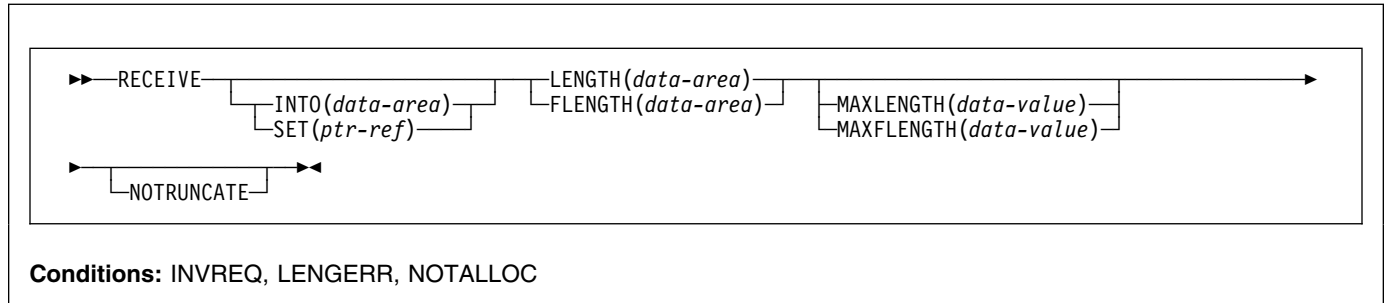 RECEIVE LENGTH(data-area)
INTO(data-area) FLENGTH(data-area) MAXLENGTH(data-value)
SET(ptr-ref) MAXFLENGTH(data-value)
NOTRUNCATE
Conditions: INVREQ, LENGERR, NOTALLOC